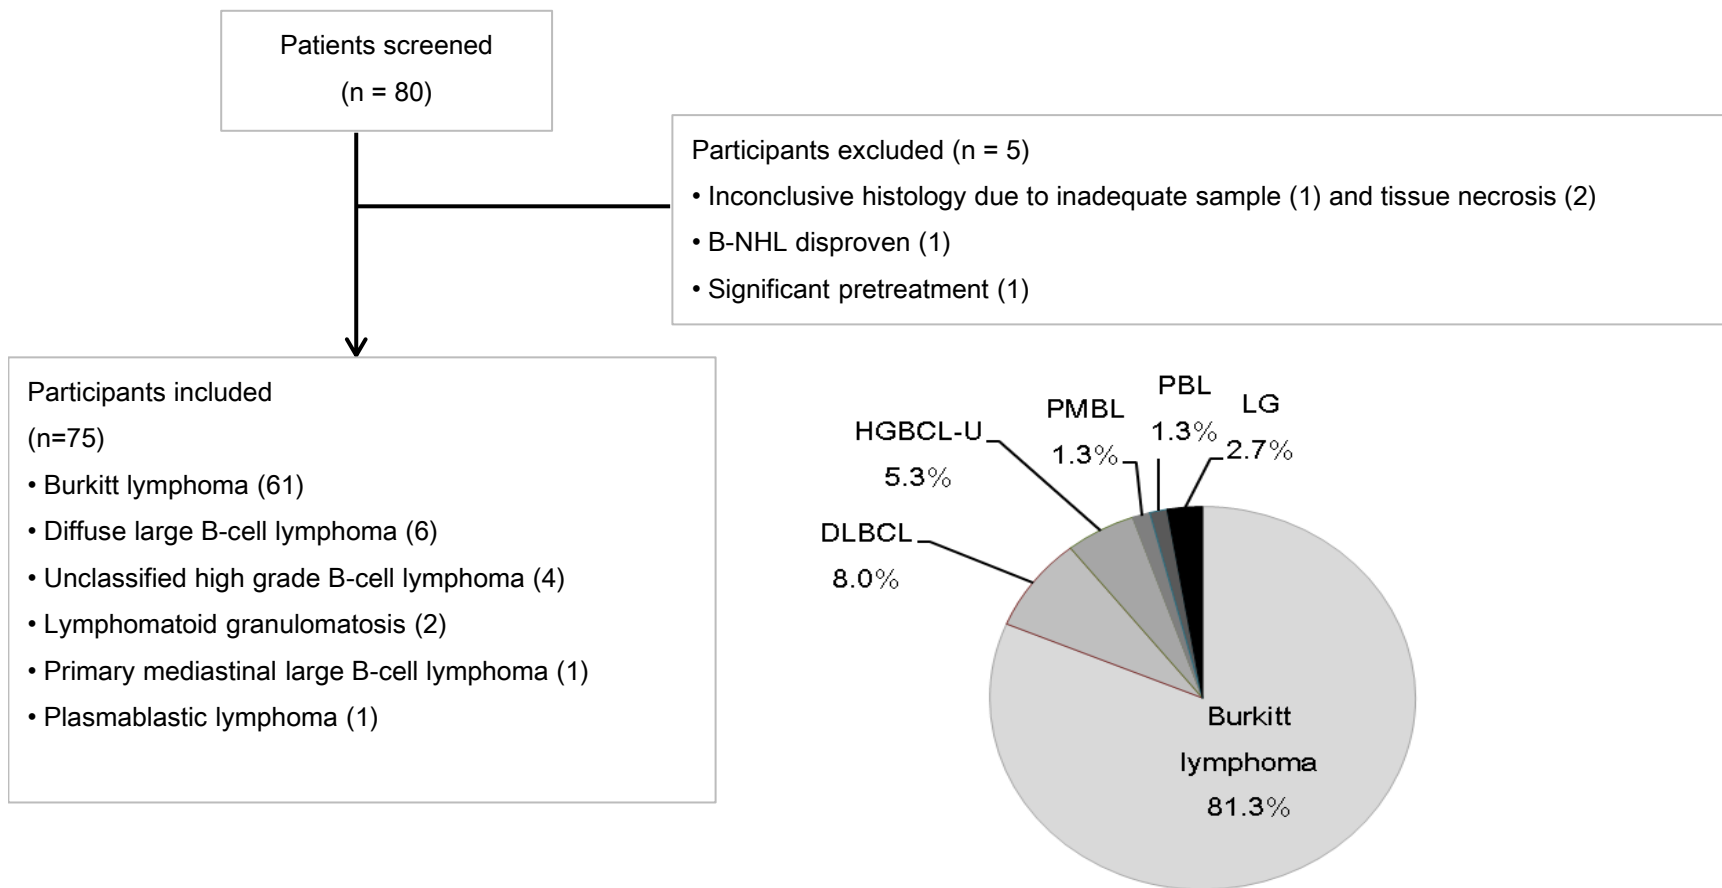 Patients screened
(n = 80)
Participants excluded (n = 5)
• Inconclusive histology due to inadequate sample (1) and tissue necrosis (2)
• B-NHL disproven (1)
• Significant pretreatment (1)
Participants included
(n=75)
• Burkitt lymphoma (61)
• Diffuse large B-cell lymphoma (6)
• Unclassified high grade B-cell lymphoma (4)
• Lymphomatoid granulomatosis (2)
• Primary mediastinal large B-cell lymphoma (1)
• Plasmablastic lymphoma (1)
DLBCL
8.0%
HGBCL-U
5.3%
PMBL
1.3%
PBL
1.3%
LG
2.7%
Burkitt
lymphoma
81.3%